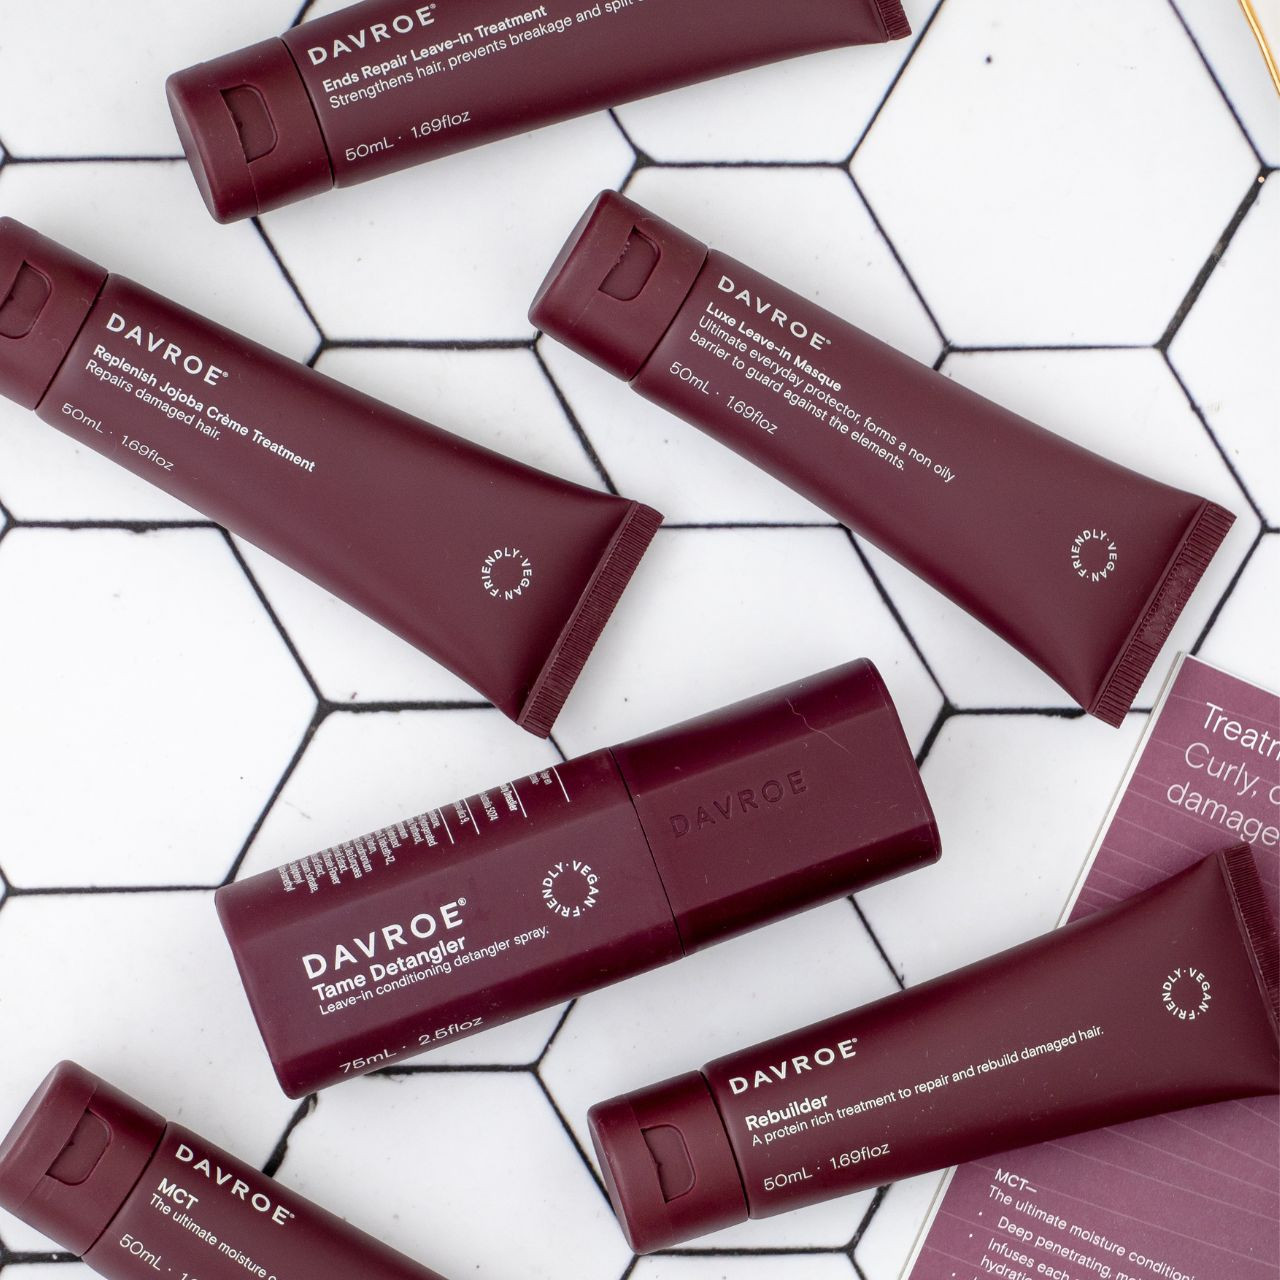 DAVROE®
Ends Repair Leave-in Treatment
Strengthens hair, prevents breakage and split
50mL · 1.69floz
DAVROE®
Replenish Jojoba Crème Treatment
Repairs damaged hair.
50mL · 1.69floz
FRIENDLY · VEGAN ·
DAVROE®
Luxe Leave-in Masque
Ultimate everyday protector, forms a non oily
barrier to guard against the elements.
50mL · 1.69floz
FRIENDLY · VEGAN ·
DAVROE
DAVROE®
Tame Detangler
Leave-in conditioning detangler spray.
75mL · 2.5floz
FRIENDLY · VEGAN ·
Curly,
damage
DAVROE®
Rebuilder
A protein rich treatment to repair and rebuild damaged hair.
50mL · 1.69floz
FRIENDLY · VEGAN ·
DAVROE®
MCT
The ultimate moisture
50mL ·
MCT—
The ultimate moisture
• Deep penetrating,
• Infuses each